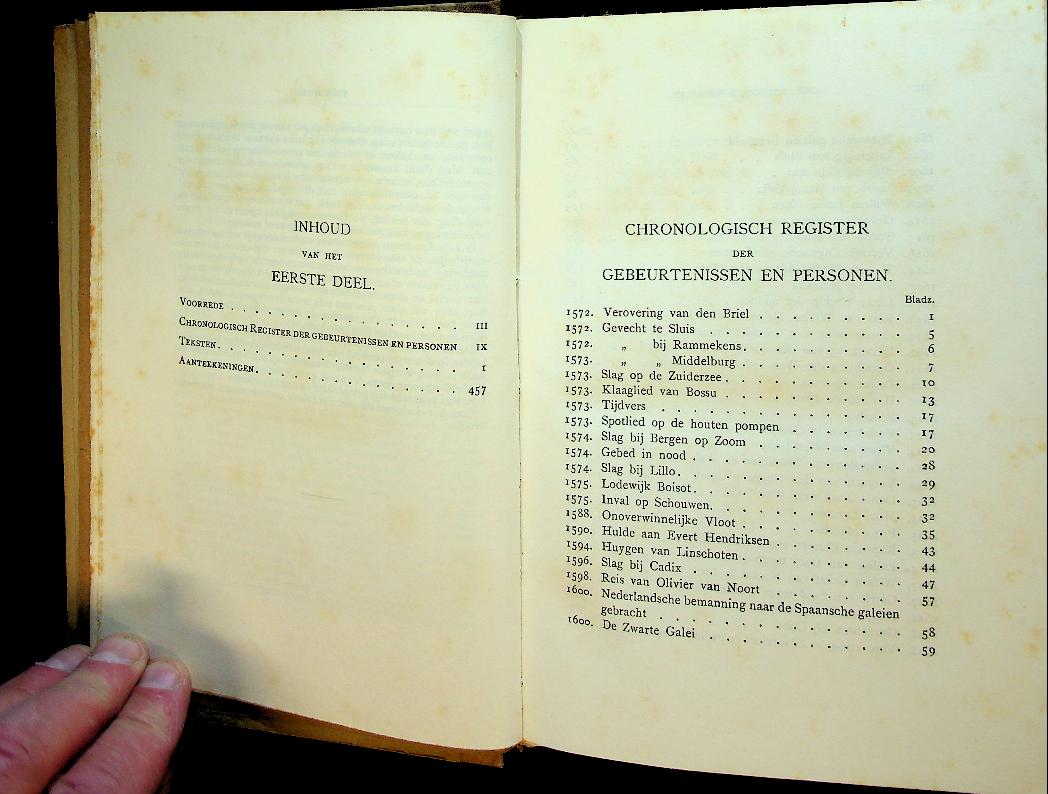 INHOUD
VAN HET
EERSTE DEEL.
VOORREDE . . . . . . . . . . . . . . . III
CHRONOLOGISCH REGISTER DER GEBEURTENISSEN EN PERSONEN IX
TEKSTEN. . . . . . . . . . . . . . . . 1
AANTEEKENINGEN. . . . . . . . . . . . . 457
CHRONOLOGISCH REGISTER
DER
GEBEURTENISSEN EN PERSONEN.
Bladz.
1572. Verovering van den Briel . . . . . . . . . 1
1572. Gevecht te Sluis . . . . . . . . . . . 5
1572. „ bij Rammekens. . . . . . . . . . 6
1573. „ „ Middelburg . . . . . . . . . . 7
1573. Slag op de Zuiderzee . . . . . . . . . . 10
1573. Klaaglied van Bossu . . . . . . . . . . 13
1573. Tijdvers . . . . . . . . . . . . . 17
1573. Spotlied op de houten pompen . . . . . . . 17
1574. Slag bij Bergen op Zoom . . . . . . . . 20
1574. Gebed in nood . . . . . . . . . . . . 28
1574. Slag bij Lillo. . . . . . . . . . . . 29
1575. Lodewijk Boisot. . . . . . . . . . . . 32
1575. Inval op Schouwen. . . . . . . . . . . 32
1588. Onoverwinnelijke Vloot . . . . . . . . . 35
1590. Hulde aan Evert Hendriksen . . . . . . . . 43
1594. Huygen van Linschoten . . . . . . . . . 44
1596. Slag bij Cadix . . . . . . . . . . . . 47
1598. Reis van Olivier van Noort . . . . . . . . 57
1600. Nederlandsche bemanning naar de Spaansche galeien
gebracht . . . . . . . . . . . . . 58
1600. De Zwarte Galei . . . . . . . . . . . 59